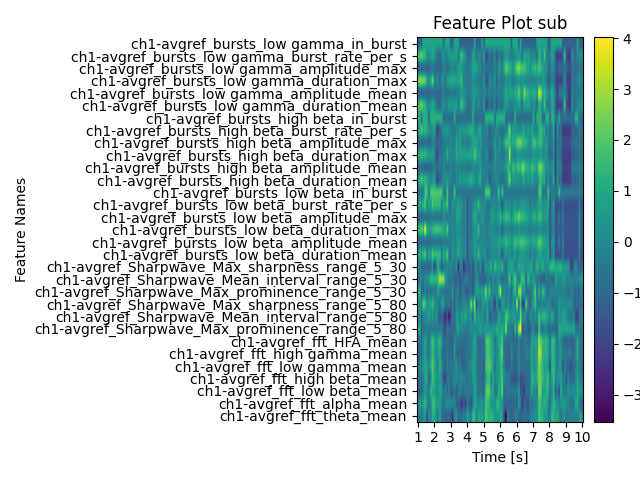 Feature Plot sub
Feature Names
ch1-avgref_bursts_low gamma_in_burst
ch1-avgref_bursts_low gamma_burst_rate_per_s
ch1-avgref_bursts_low gamma_amplitude_max
ch1-avgref_bursts_low gamma_duration_max
ch1-avgref_bursts_low gamma_amplitude_mean
ch1-avgref_bursts_low gamma_duration_mean
ch1-avgref_bursts_high beta_in_burst
ch1-avgref_bursts_high beta_burst_rate_per_s
ch1-avgref_bursts_high beta_amplitude_max
ch1-avgref_bursts_high beta_duration_max
ch1-avgref_bursts_high beta_amplitude_mean
ch1-avgref_bursts_high beta_duration_mean
ch1-avgref_bursts_low beta_in_burst
ch1-avgref_bursts_low beta_burst_rate_per_s
ch1-avgref_bursts_low beta_amplitude_max
ch1-avgref_bursts_low beta_duration_max
ch1-avgref_bursts_low beta_amplitude_mean
ch1-avgref_bursts_low beta_duration_mean
ch1-avgref_Sharpwave_Max_sharpness_range_5_30
ch1-avgref_Sharpwave_Mean_interval_range_5_30
ch1-avgref_Sharpwave_Max_prominence_range_5_30
ch1-avgref_Sharpwave_Max_sharpness_range_5_80
ch1-avgref_Sharpwave_Mean_interval_range_5_80
ch1-avgref_Sharpwave_Max_prominence_range_5_80
ch1-avgref_fft_HFA_mean
ch1-avgref_fft_high gamma_mean
ch1-avgref_fft_low gamma_mean
ch1-avgref_fft_high beta_mean
ch1-avgref_fft_low beta_mean
ch1-avgref_fft_alpha_mean
ch1-avgref_fft_theta_mean
1 2 3 4 5 6 6 7 8 9 10
Time [s]
4
3
2
1
0
−1
−2
−3